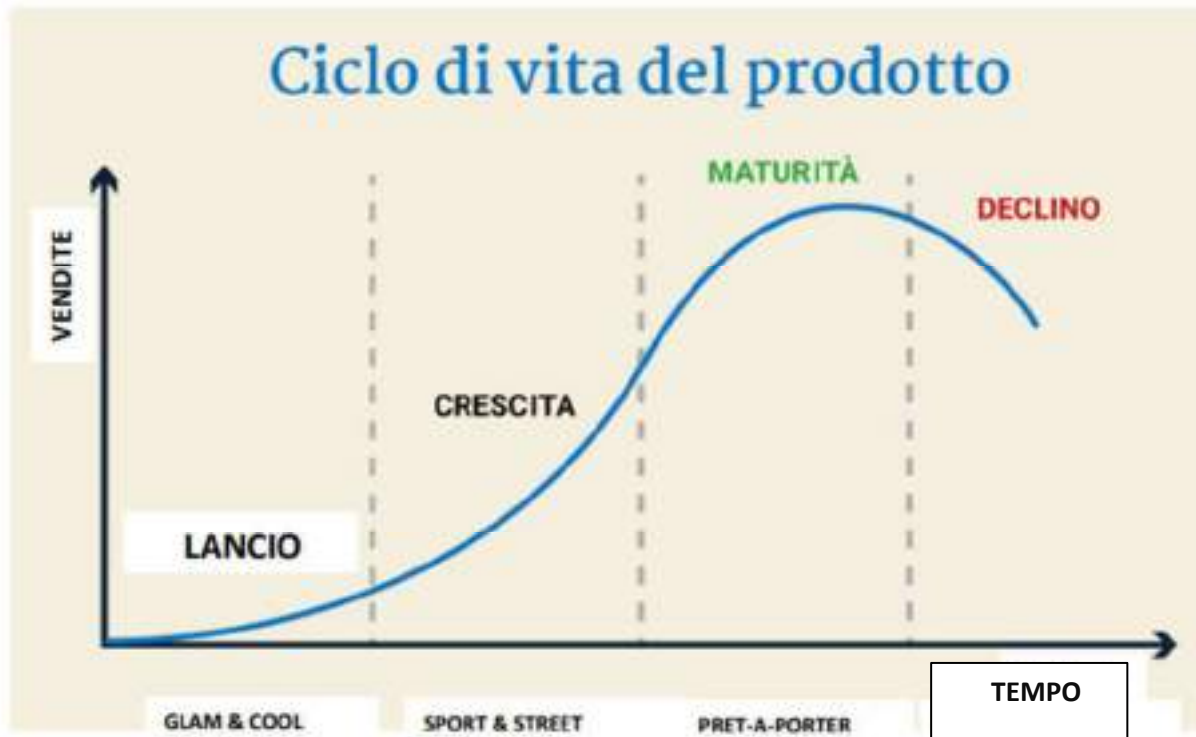 Ciclo di vita del prodotto
MATURITÀ
DECLINO
VENDITE
CRESCITA
LANCIO
TEMPO
GLAM & COOL
SPORT & STREET
PRET-A-PORTER